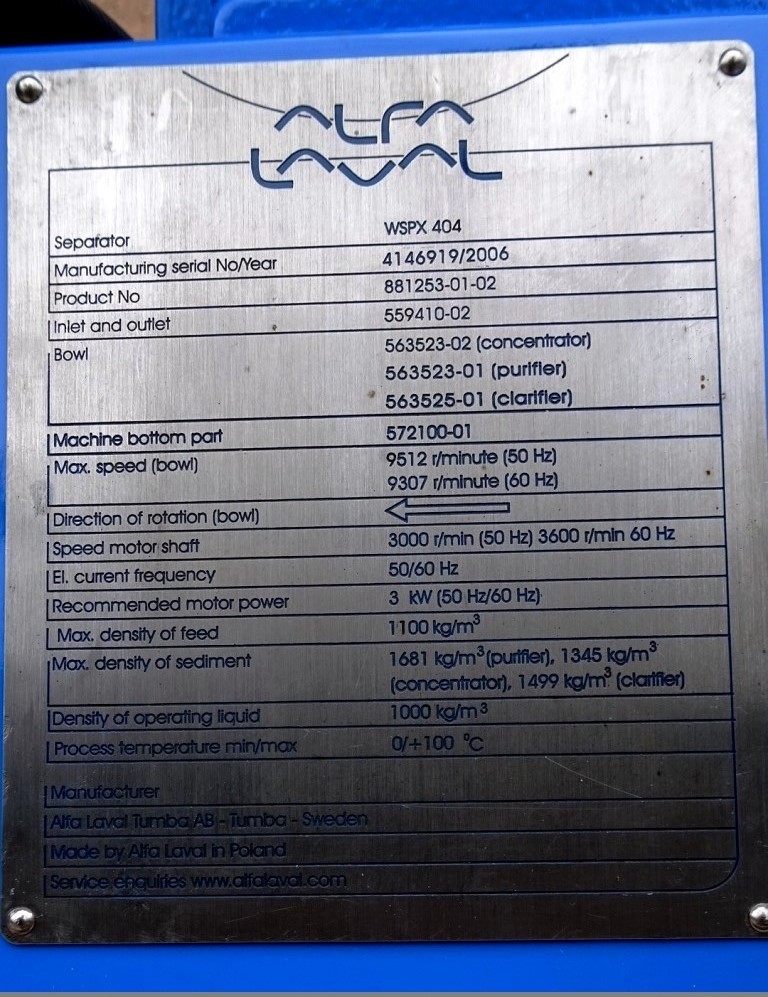 ALFA
LAVAL
Separator WSPX 404
Manufacturing serial No/Year 4146919/2006
Product No 881253-01-02
Inlet and outlet 559410-02
Bowl 563523-02 (concentrator)
563523-01 (purifier)
563525-01 (clarifier)
Machine bottom part 572100-01
Max. speed (bowl) 9512 r/minute (50 Hz)
9307 r/minute (60 Hz)
Direction of rotation (bowl)
Speed motor shaft 3000 r/min (50 Hz) 3600 r/min 60 Hz
El. current frequency 50/60 Hz
Recommended motor power 3 kW (50 Hz/60 Hz)
Max. density of feed 1100 kg/m³
Max. density of sediment 1681 kg/m³ (purifier), 1345 kg/m³
(concentrator), 1499 kg/m³ (clarifier)
Density of operating liquid 1000 kg/m³
Process temperature min/max 0/+100 °C
Manufacturer
Alfa Laval Tumba AB - Tumba - Sweden
Made by Alfa Laval in Poland
Service enquiries www.alfalaval.com